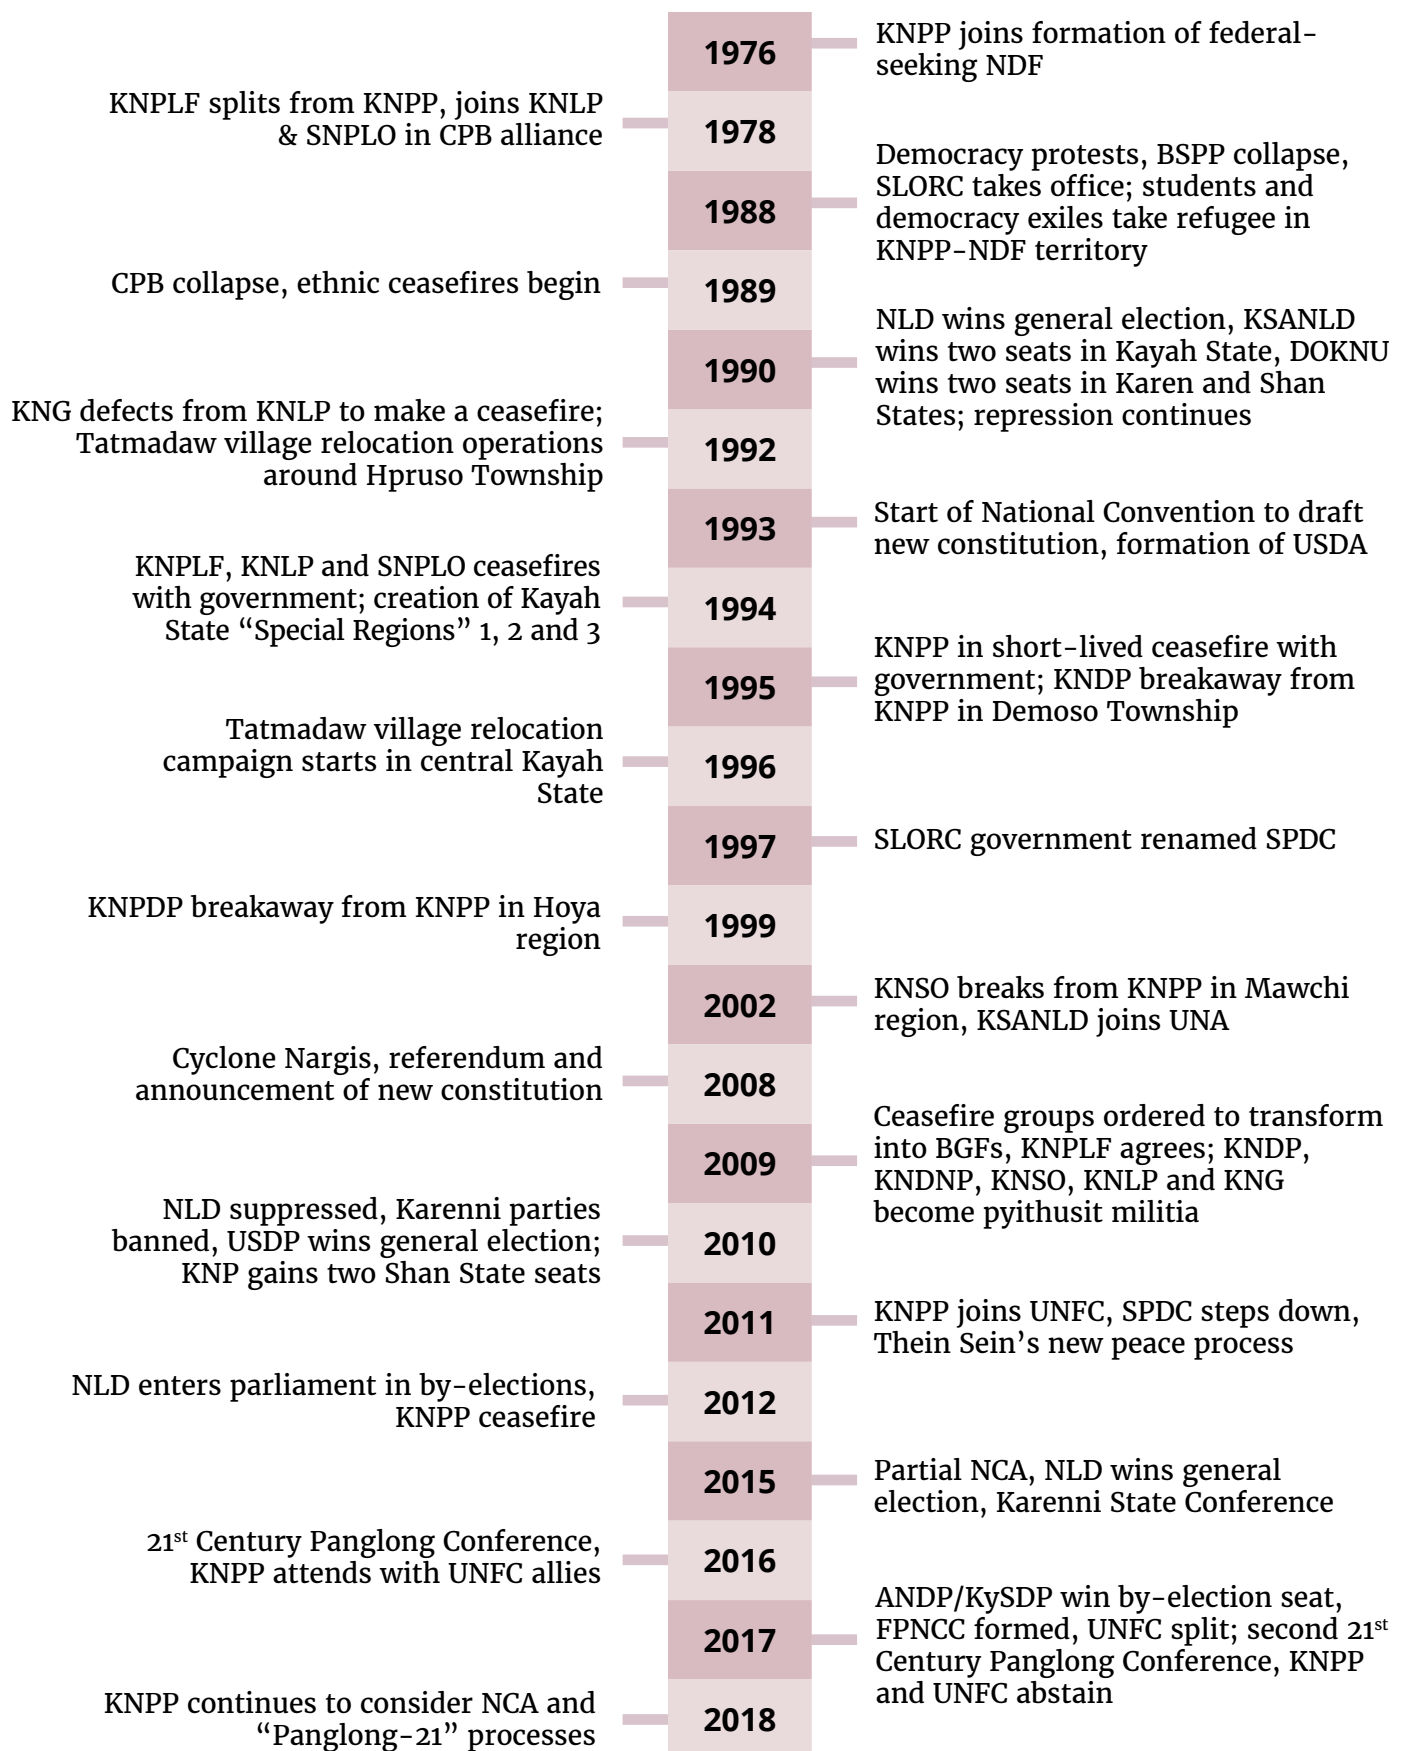 1976
KNPP joins formation of federal-
seeking NDF
KNPLF splits from KNPP, joins KNLP
& SNPLO in CPB alliance
1978
1988
Democracy protests, BSPP collapse,
SLORC takes office; students and
democracy exiles take refugee in
KNPP-NDF territory
CPB collapse, ethnic ceasefires begin
1989
1990
NLD wins general election, KSANLD
wins two seats in Kayah State, DOKNU
wins two seats in Karen and Shan
States; repression continues
KNG defects from KNLP to make a ceasefire;
Tatmadaw village relocation operations
around Hpruso Township
1992
1993
Start of National Convention to draft
new constitution, formation of USDA
KNPLF, KNLP and SNPLO ceasefires
with government; creation of Kayah
State “Special Regions” 1, 2 and 3
1994
1995
KNPP in short-lived ceasefire with
government; KNDP breakaway from
KNPP in Demoso Township
Tatmadaw village relocation
campaign starts in central Kayah
State
1996
1997
SLORC government renamed SPDC
KNPDP breakaway from KNPP in Hoya
region
1999
2002
KNSO breaks from KNPP in Mawchi
region, KSANLD joins UNA
Cyclone Nargis, referendum and
announcement of new constitution
2008
2009
Ceasefire groups ordered to transform
into BGFs, KNPLF agrees; KNDP,
KNDNP, KNSO, KNLP and KNG
become pyithusit militia
NLD suppressed, Karenni parties
banned, USDP wins general election;
KNP gains two Shan State seats
2010
2011
KNPP joins UNFC, SPDC steps down,
Thein Sein’s new peace process
NLD enters parliament in by-elections,
KNPP ceasefire
2012
2015
Partial NCA, NLD wins general
election, Karenni State Conference
21st Century Panglong Conference,
KNPP attends with UNFC allies
2016
2017
ANDP/KySDP win by-election seat,
FPNCC formed, UNFC split; second 21st
Century Panglong Conference, KNPP
and UNFC abstain
KNPP continues to consider NCA and
“Panglong-21” processes
2018